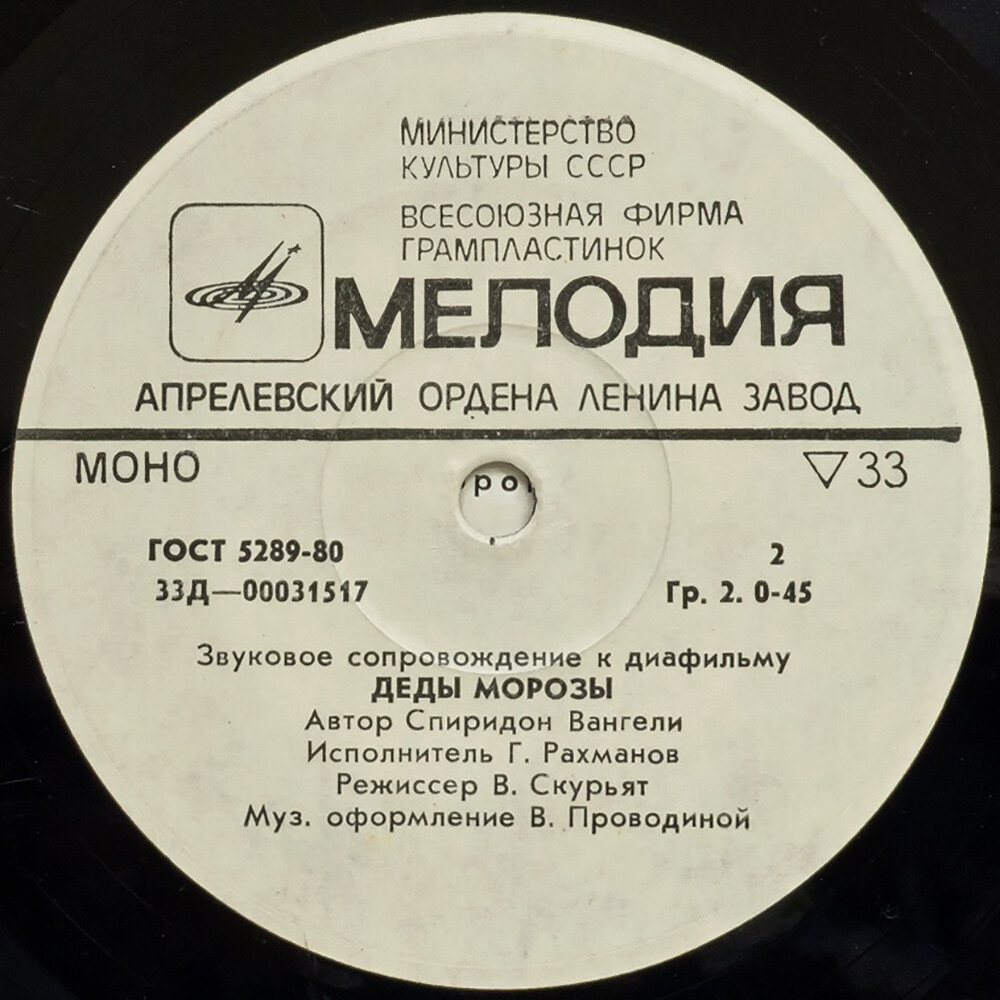 МИНИСТЕРСТВО
КУЛЬТУРЫ СССР
ВСЕСОЮЗНАЯ ФИРМА
ГРАМПЛАСТИНОК
МЕЛОДИЯ
АПРЕЛЕВСКИЙ ОРДЕНА ЛЕНИНА ЗАВОД
МОНО ▽33
ро
ГОСТ 5289-80 2
33Д—00031517 Гр. 2. 0-45
Звуковое сопровождение к диафильму
ДЕДЫ МОРОЗЫ
Автор Спиридон Вангели
Исполнитель Г. Рахманов
Режиссер В. Скурьят
Муз. оформление В. Проводиной